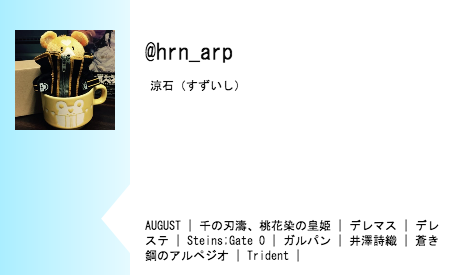 @hrn_arp
涼石（すずいし）
AUGUST | 千の刃濤、桃花染の皇姫 | デレマス | デレ
ステ | Steins;Gate 0 | ガルパン | 井澤詩織 | 蒼き
鋼のアルペジオ | Trident |